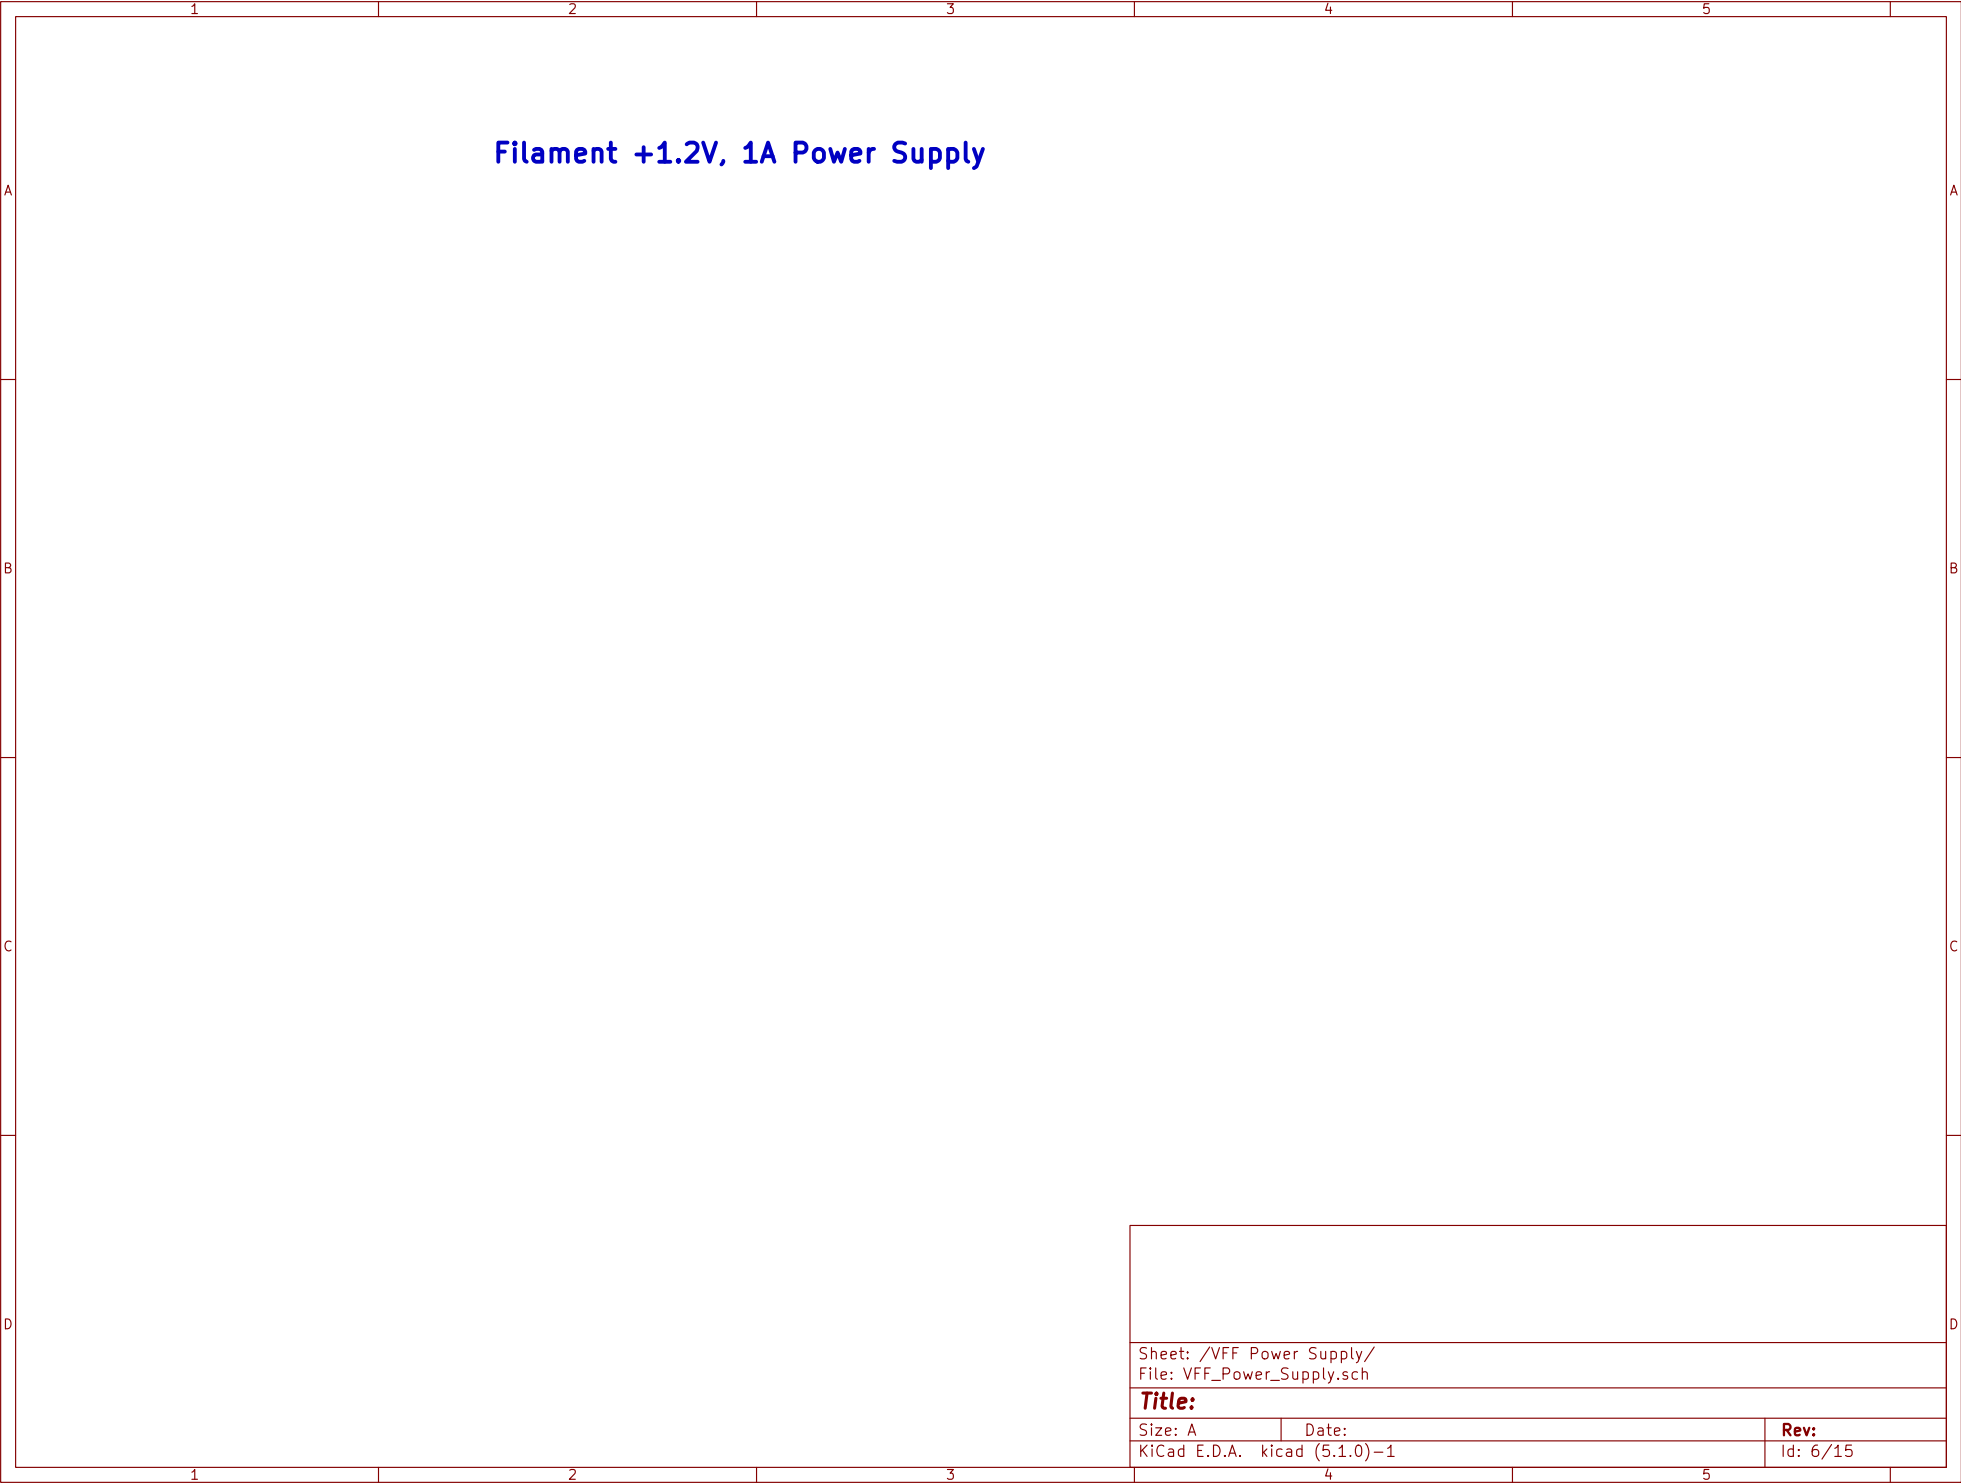 1 2 3 4 5
Filament +1.2V, 1A Power Supply
A A
B B
C C
D D
Sheet: /VFF Power Supply/
File: VFF_Power_Supply.sch
Title:
Size: A Date: Rev:
KiCad E.D.A. kicad (5.1.0)-1 Id: 6/15
1 2 3 4 5